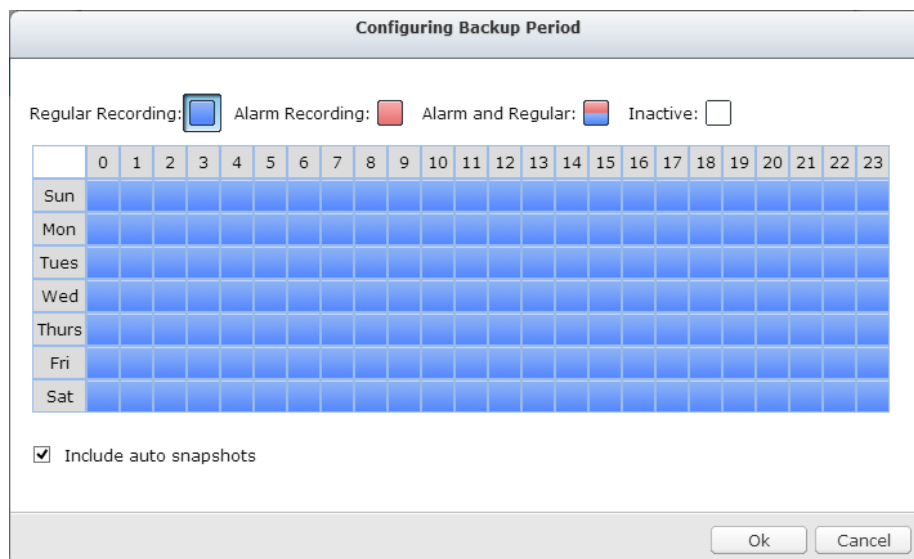 Configuring Backup Period
Regular Recording: Alarm Recording: Alarm and Regular: Inactive:
0 1 2 3 4 5 6 7 8 9 10 11 12 13 14 15 16 17 18 19 20 21 22 23
Sun
Mon
Tues
Wed
Thurs
Fri
Sat
Include auto snapshots
Ok Cancel